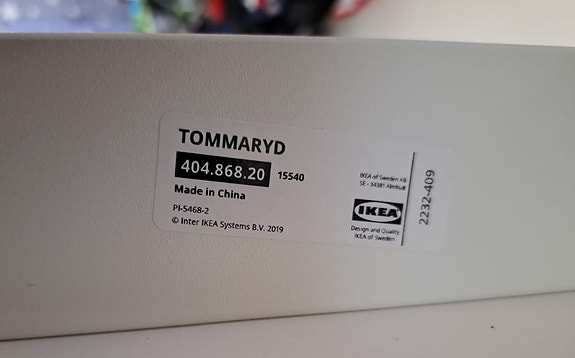 TOMMARYD
404.868.20 15540
Made in China
PI-5468-2
© Inter IKEA Systems B.V. 2019
IKEA of Sweden AB
SE - 34381 Älmhult
IKEA
Design and Quality
IKEA of Sweden
2232-409